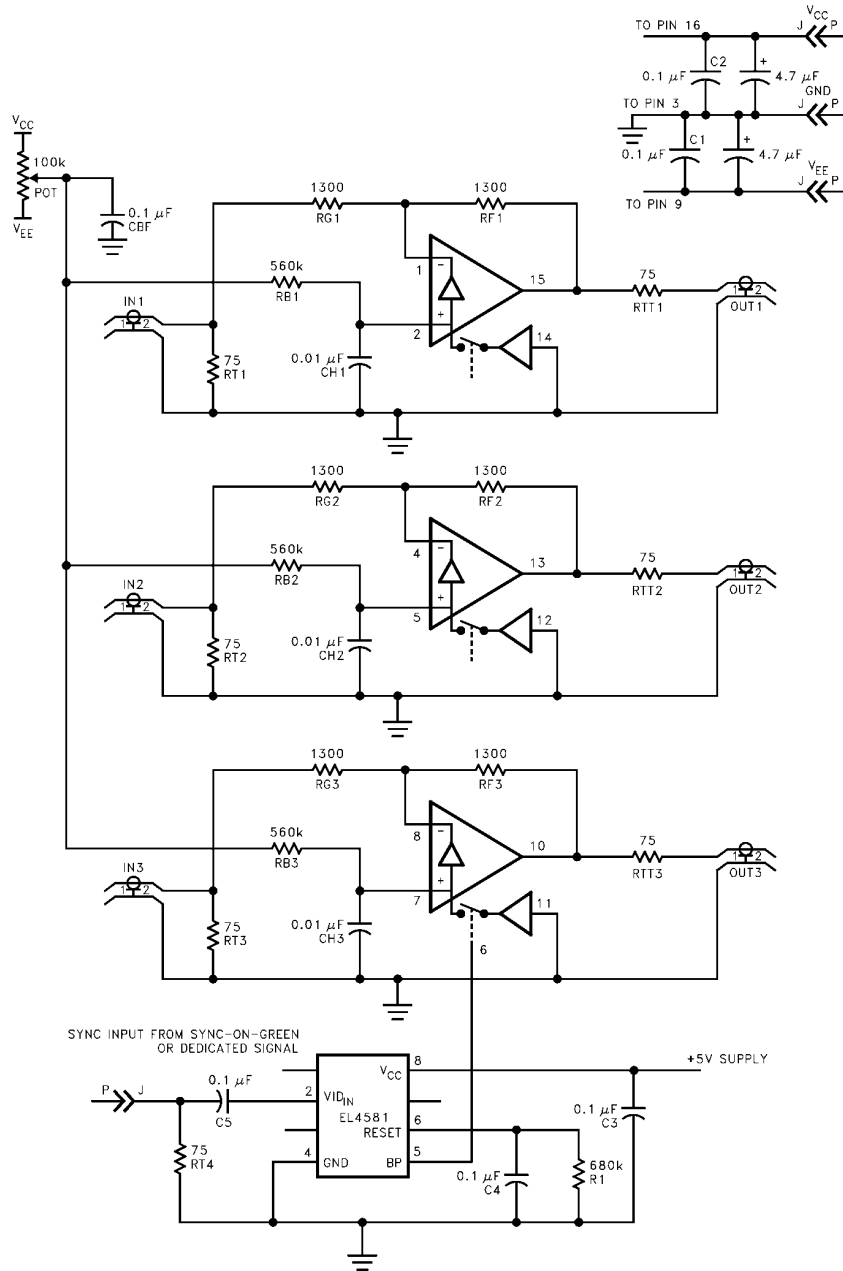 TO PIN 16
V_CC
J P
C2
0.1 µF
+
4.7 µF
GND
TO PIN 3
J P
C1
0.1 µF
+
4.7 µF
V_EE
J P
TO PIN 9
V_CC
100k
POT
V_EE
0.1 µF
CBF
1300
RG1
1300
RF1
560k
RB1
1
−
15
75
RTT1
1 2
OUT1
IN1
1 2
+
2
14
75
RT1
0.01 µF
CH1
1300
RG2
1300
RF2
560k
RB2
4
−
13
75
RTT2
1 2
OUT2
IN2
1 2
+
5
12
75
RT2
0.01 µF
CH2
1300
RG3
1300
RF3
560k
RB3
8
−
10
75
RTT3
1 2
OUT3
IN3
1 2
+
7
11
75
RT3
0.01 µF
CH3
6
SYNC INPUT FROM SYNC-ON-GREEN
OR DEDICATED SIGNAL
V_CC
8
+5V SUPPLY
P J
0.1 µF
C5
2
VID_IN
EL4581
RESET
6
0.1 µF
C3
75
RT4
4
GND
BP
5
0.1 µF
C4
680k
R1